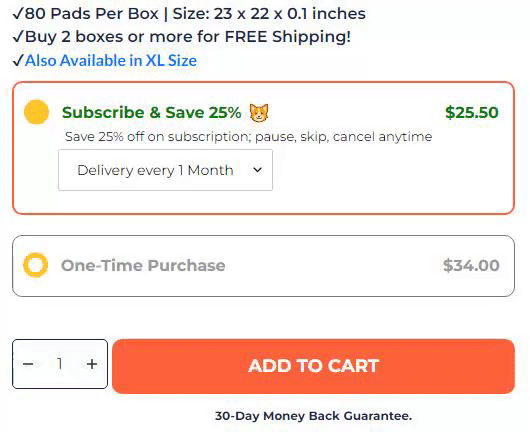 ✓80 Pads Per Box | Size: 23 x 22 x 0.1 inches
✓Buy 2 boxes or more for FREE Shipping!
✓Also Available in XL Size
Subscribe & Save 25% 🐱 $25.50
Save 25% off on subscription; pause, skip, cancel anytime
Delivery every 1 Month
One-Time Purchase $34.00
− 1 + ADD TO CART
30-Day Money Back Guarantee.